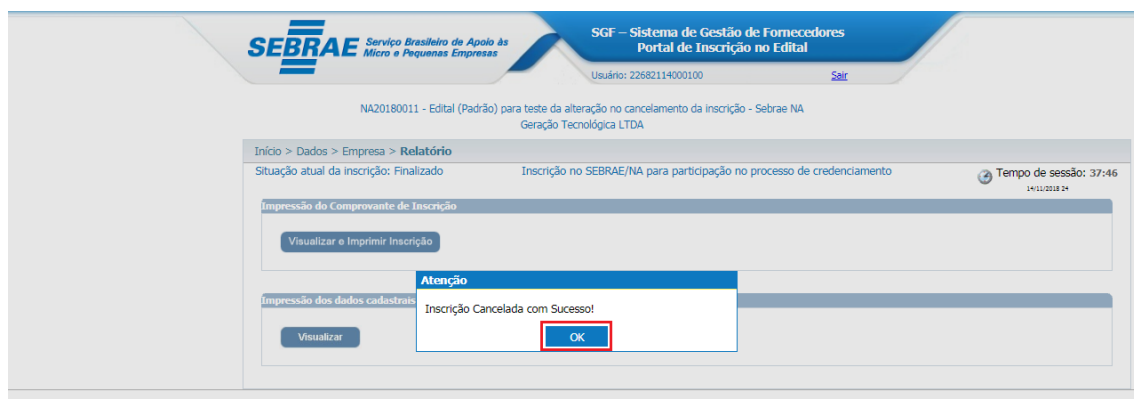 SEBRAE
Serviço Brasileiro de Apoio às
Micro e Pequenas Empresas
SGF – Sistema de Gestão de Fornecedores
Portal de Inscrição no Edital
Usuário: 22682114000100 Sair
NA20180011 - Edital (Padrão) para teste da alteração no cancelamento da inscrição - Sebrae NA
Geração Tecnológica LTDA
Início > Dados > Empresa > Relatório
Situação atual da inscrição: Finalizado Inscrição no SEBRAE/NA para participação no processo de credenciamento Tempo de sessão: 37:46
14/11/2018 24
Impressão do Comprovante de Inscrição
Visualizar e Imprimir Inscrição
Atenção
Impressão dos dados cadastrais
Inscrição Cancelada com Sucesso!
Visualizar
OK